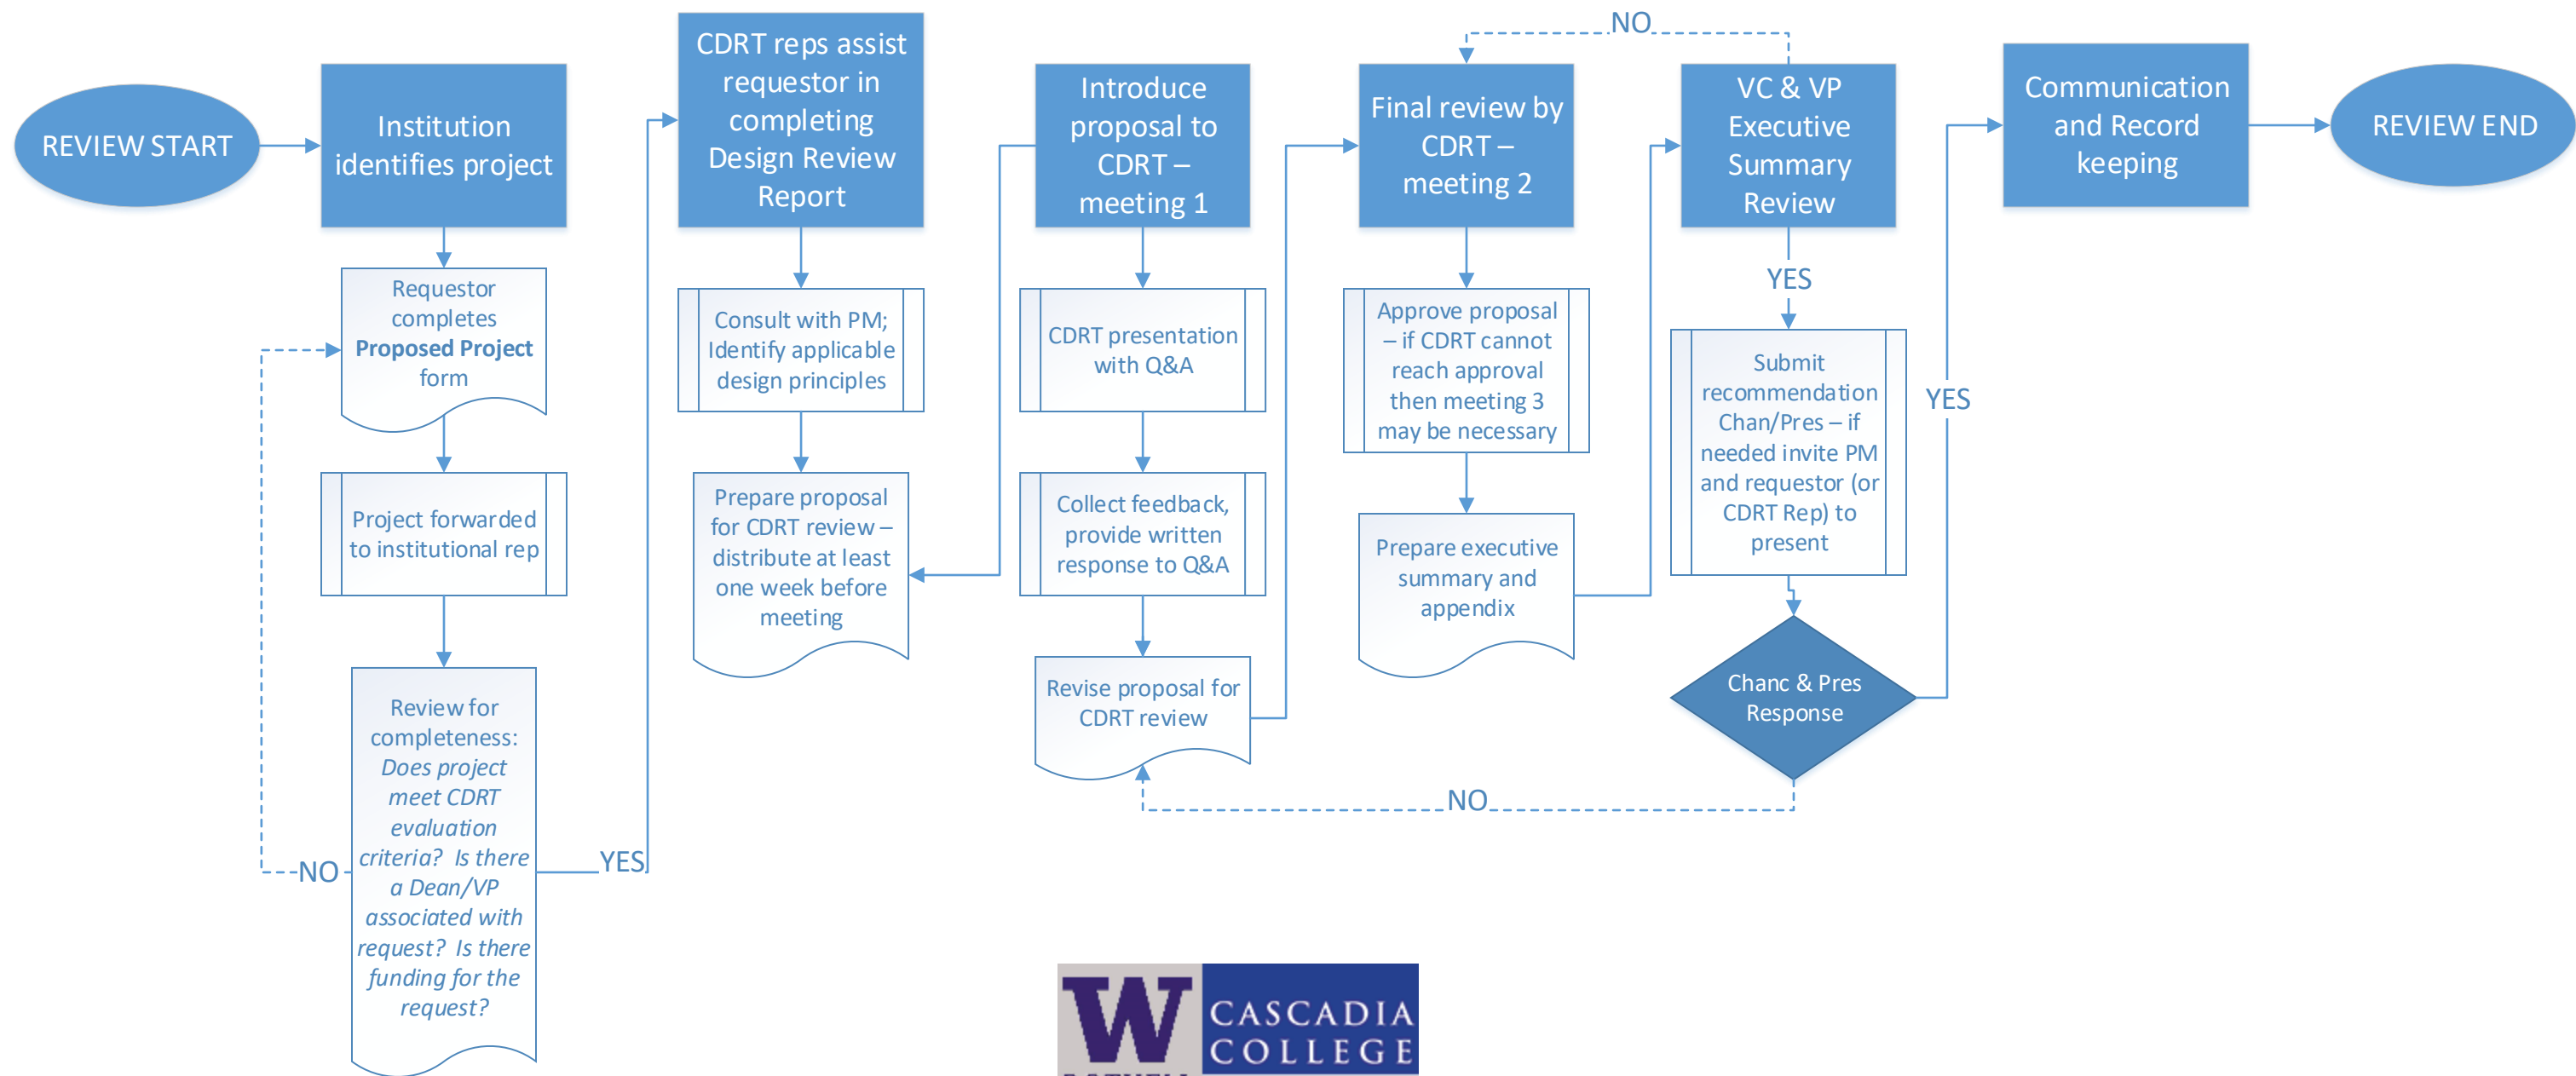 REVIEW START
Institution
identifies project
Requestor
completes
Proposed Project
form
Project forwarded
to institutional rep
Review for
completeness:
Does project
meet CDRT
evaluation
criteria? Is there
a Dean/VP
associated with
request? Is there
funding for the
request?
NO
YES
CDRT reps assist
requestor in
completing
Design Review
Report
Consult with PM;
Identify applicable
design principles
Prepare proposal
for CDRT review –
distribute at least
one week before
meeting
Introduce
proposal to
CDRT –
meeting 1
CDRT presentation
with Q&A
Collect feedback,
provide written
response to Q&A
Revise proposal for
CDRT review
Final review by
CDRT –
meeting 2
Approve proposal
– if CDRT cannot
reach approval
then meeting 3
may be necessary
Prepare executive
summary and
appendix
NO
VC & VP
Executive
Summary
Review
YES
Submit
recommendation
Chan/Pres – if
needed invite PM
and requestor (or
CDRT Rep) to
present
Chanc & Pres
Response
NO
YES
Communication
and Record
keeping
REVIEW END
W
CASCADIA
COLLEGE